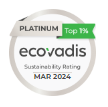 PLATINUM Top 1%
ecovadis
Sustainability Rating
MAR 2024